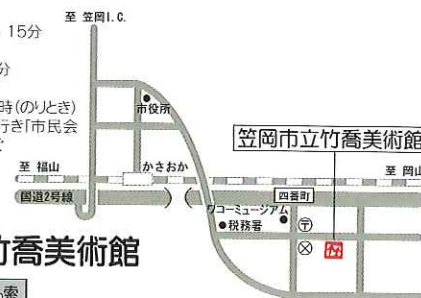 至 笠岡I.C.
15分
分
時(のりとき)
行き「市民会
市役所
笠岡市立竹喬美術館
至 福山
かさおか
至 岡山
国道2号線
四番町
ワコーミュージアム
税務署
竹喬美術館
索